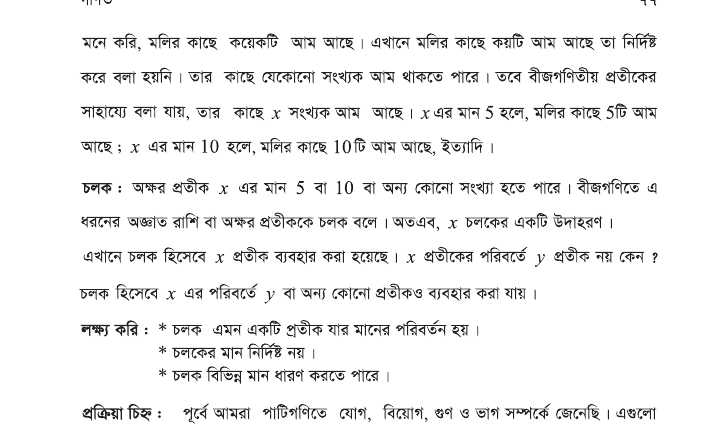 মনে করি, মলির কাছে কয়েকটি আম আছে। এখানে মলির কাছে কয়টি আম আছে তা নির্দিষ্ট
করে বলা হয়নি। তার কাছে যেকোনো সংখ্যক আম থাকতে পারে। তবে বীজগণিতীয় প্রতীকের
সাহায্যে বলা যায়, তার কাছে x সংখ্যক আম আছে। x এর মান 5 হলে, মলির কাছে 5টি আম
আছে; x এর মান 10 হলে, মলির কাছে 10টি আম আছে, ইত্যাদি।
চলক : অক্ষর প্রতীক x এর মান 5 বা 10 বা অন্য কোনো সংখ্যা হতে পারে। বীজগণিতে এ
ধরনের অজ্ঞাত রাশি বা অক্ষর প্রতীককে চলক বলে। অতএব, x চলকের একটি উদাহরণ।
এখানে চলক হিসেবে x প্রতীক ব্যবহার করা হয়েছে। x প্রতীকের পরিবর্তে y প্রতীক নয় কেন ?
চলক হিসেবে x এর পরিবর্তে y বা অন্য কোনো প্রতীকও ব্যবহার করা যায়।
লক্ষ্য করি : * চলক এমন একটি প্রতীক যার মানের পরিবর্তন হয়।
* চলকের মান নির্দিষ্ট নয়।
* চলক বিভিন্ন মান ধারণ করতে পারে।
প্রক্রিয়া চিহ্ন : পূর্বে আমরা পাটিগণিতে যোগ, বিয়োগ, গুণ ও ভাগ সম্পর্কে জেনেছি। এগুলো